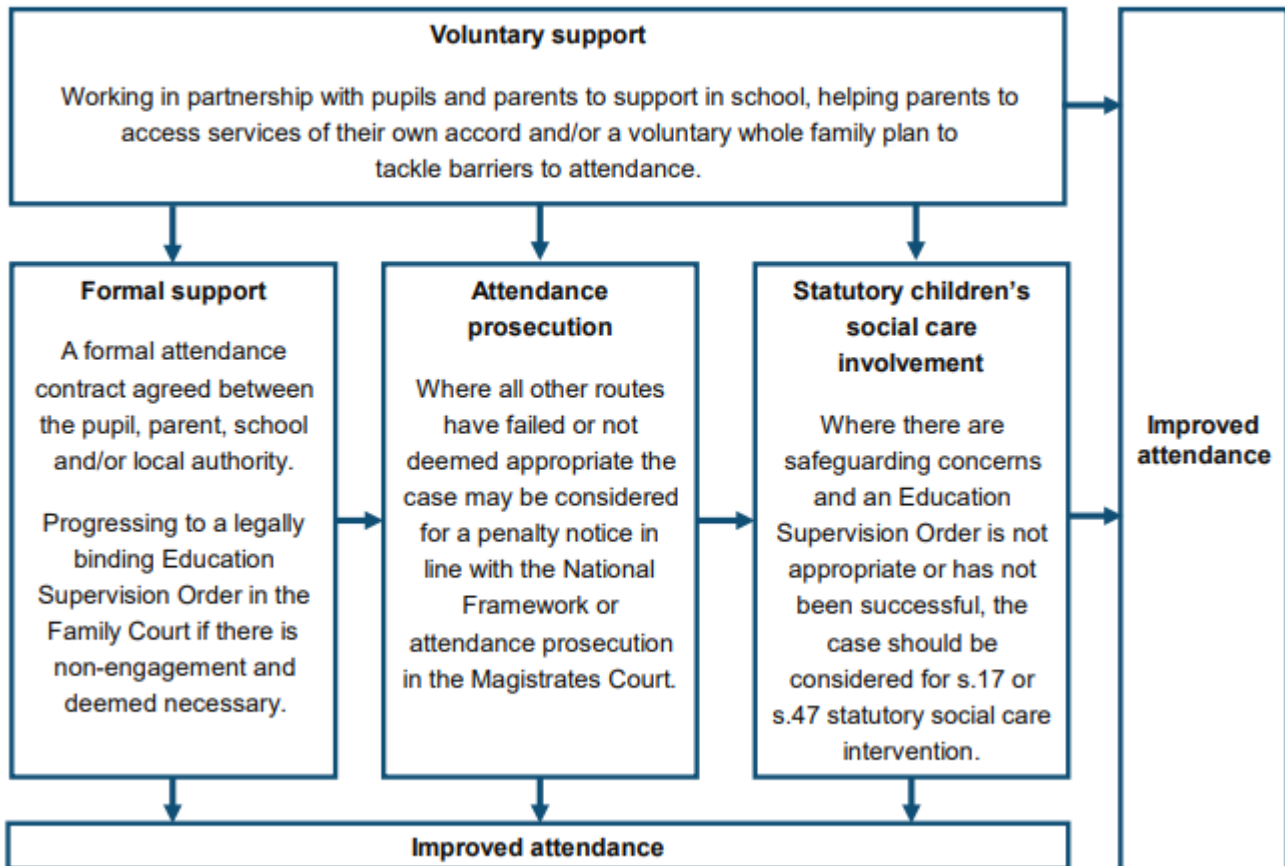 Voluntary support
Working in partnership with pupils and parents to support in school, helping parents to
access services of their own accord and/or a voluntary whole family plan to
tackle barriers to attendance.
Formal support
A formal attendance
contract agreed between
the pupil, parent, school
and/or local authority.
Progressing to a legally
binding Education
Supervision Order in the
Family Court if there is
non-engagement and
deemed necessary.
Attendance
prosecution
Where all other routes
have failed or not
deemed appropriate the
case may be considered
for a penalty notice in
line with the National
Framework or
attendance prosecution
in the Magistrates Court.
Statutory children's
social care
involvement
Where there are
safeguarding concerns
and an Education
Supervision Order is not
appropriate or has not
been successful, the
case should be
considered for s.17 or
s.47 statutory social care
intervention.
Improved
attendance
Improved attendance